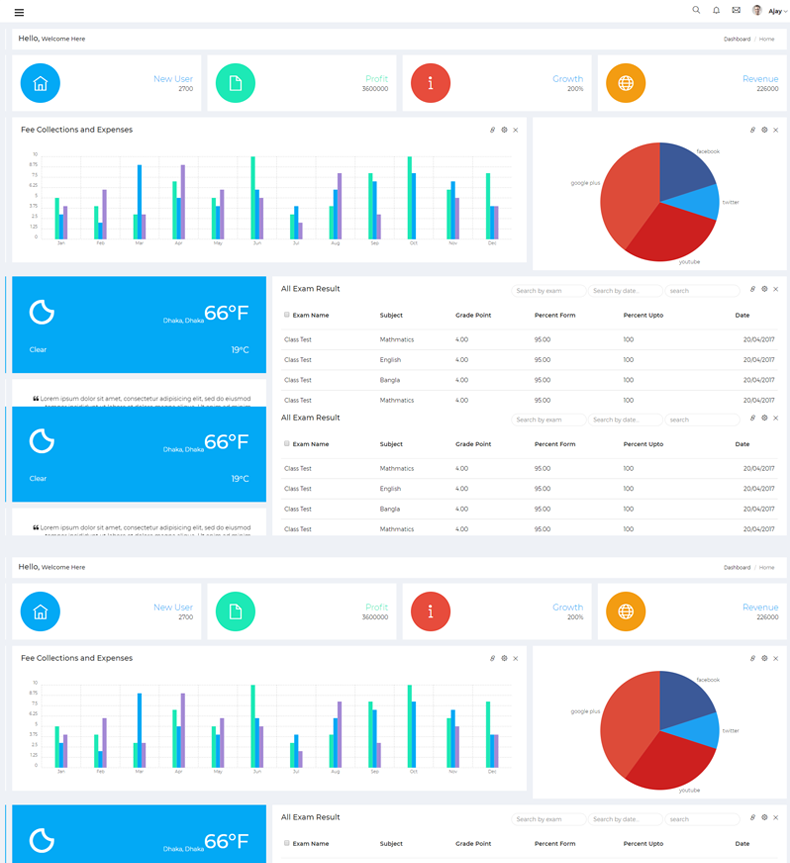 Ajay
Hello, Welcome Here
Dashboard / Home
New User
2700
Profit
3600000
Growth
200%
Revenue
226000
Fee Collections and Expenses
10
8.75
7.5
6.25
5
3.75
2.5
1.25
0
Jan Feb Mar Apr May Jun Jul Aug Sep Oct Nov Dec
facebook
google plus
twitter
youtube
66°F
Dhaka, Dhaka
Clear
19°C
❝ Lorem ipsum dolor sit amet, consectetur adipisicing elit, sed do eiusmod
All Exam Result
Search by exam Search by date... search
Exam Name Subject Grade Point Percent Form Percent Upto Date
Class Test Mathmatics 4.00 95.00 100 20/04/2017
Class Test English 4.00 95.00 100 20/04/2017
Class Test Bangla 4.00 95.00 100 20/04/2017
Class Test Mathmatics 4.00 95.00 100 20/04/2017
66°F
Dhaka, Dhaka
Clear
19°C
❝ Lorem ipsum dolor sit amet, consectetur adipisicing elit, sed do eiusmod
All Exam Result
Search by exam Search by date... search
Exam Name Subject Grade Point Percent Form Percent Upto Date
Class Test Mathmatics 4.00 95.00 100 20/04/2017
Class Test English 4.00 95.00 100 20/04/2017
Class Test Bangla 4.00 95.00 100 20/04/2017
Class Test Mathmatics 4.00 95.00 100 20/04/2017
Hello, Welcome Here
Dashboard / Home
New User
2700
Profit
3600000
Growth
200%
Revenue
226000
Fee Collections and Expenses
10
8.75
7.5
6.25
5
3.75
2.5
1.25
0
Jan Feb Mar Apr May Jun Jul Aug Sep Oct Nov Dec
facebook
google plus
twitter
youtube
66°F
Dhaka, Dhaka
All Exam Result
Search by exam Search by date... search
Exam Name Subject Grade Point Percent Form Percent Upto Date